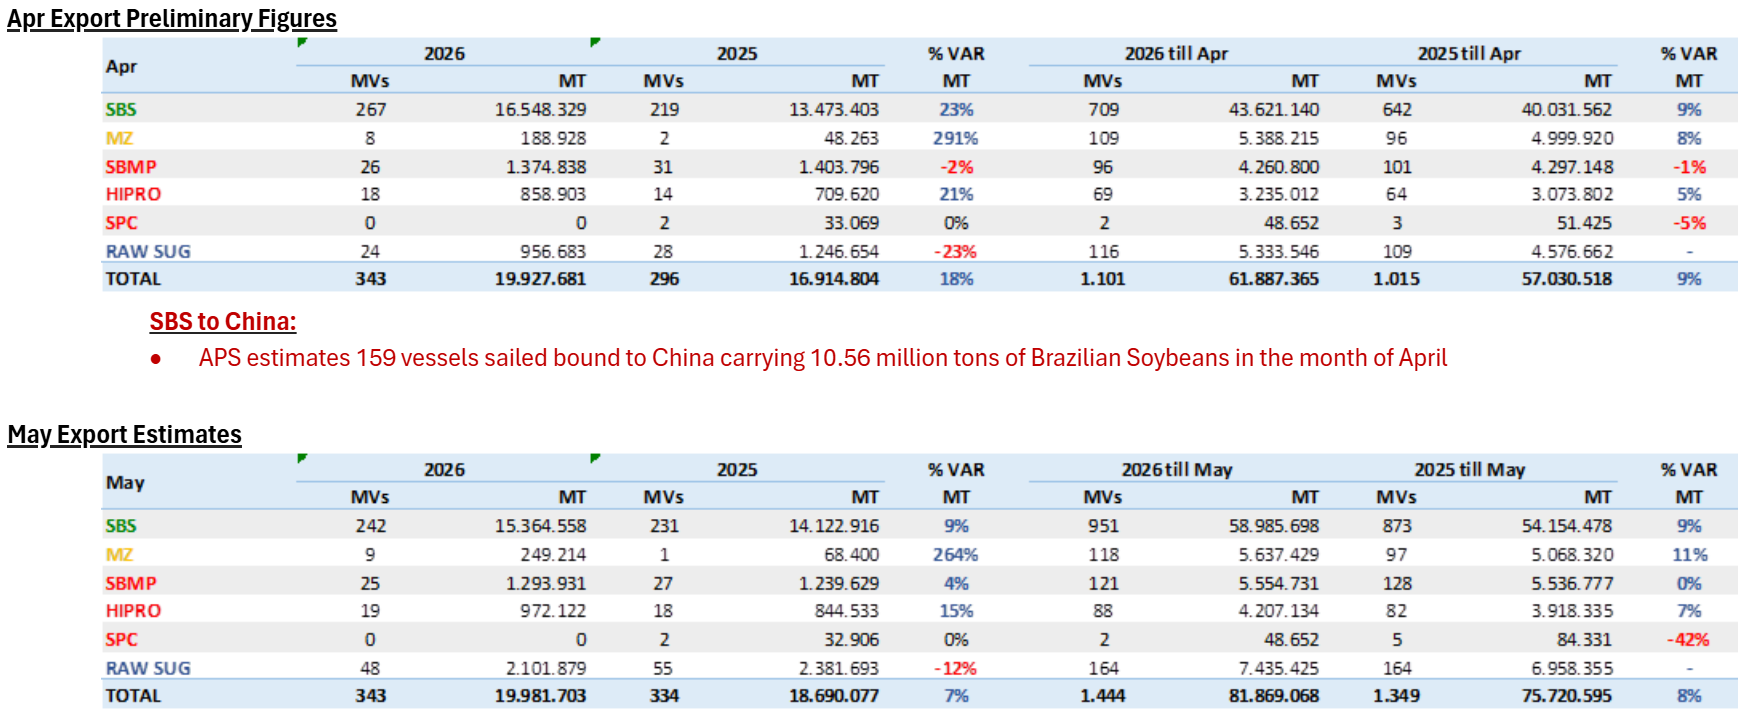 Apr Export Preliminary Figures
Apr 2026 2025 % VAR 2026 till Apr 2025 till Apr % VAR
MVs MT MVs MT MT MVs MT MVs MT MT
SBS 267 16.548.329 219 13.473.403 23% 709 43.621.140 642 40.031.562 9%
MZ 8 188.928 2 48.263 291% 109 5.388.215 96 4.999.920 8%
SBMP 26 1.374.838 31 1.403.796 -2% 96 4.260.800 101 4.297.148 -1%
HIPRO 18 858.903 14 709.620 21% 69 3.235.012 64 3.073.802 5%
SPC 0 0 2 33.069 0% 2 48.652 3 51.425 -5%
RAW SUG 24 956.683 28 1.246.654 -23% 116 5.333.546 109 4.576.662 -
TOTAL 343 19.927.681 296 16.914.804 18% 1.101 61.887.365 1.015 57.030.518 9%
SBS to China:
• APS estimates 159 vessels sailed bound to China carrying 10.56 million tons of Brazilian Soybeans in the month of April
May Export Estimates
May 2026 2025 % VAR 2026 till May 2025 till May % VAR
MVs MT MVs MT MT MVs MT MVs MT MT
SBS 242 15.364.558 231 14.122.916 9% 951 58.985.698 873 54.154.478 9%
MZ 9 249.214 1 68.400 264% 118 5.637.429 97 5.068.320 11%
SBMP 25 1.293.931 27 1.239.629 4% 121 5.554.731 128 5.536.777 0%
HIPRO 19 972.122 18 844.533 15% 88 4.207.134 82 3.918.335 7%
SPC 0 0 2 32.906 0% 2 48.652 5 84.331 -42%
RAW SUG 48 2.101.879 55 2.381.693 -12% 164 7.435.425 164 6.958.355 -
TOTAL 343 19.981.703 334 18.690.077 7% 1.444 81.869.068 1.349 75.720.595 8%